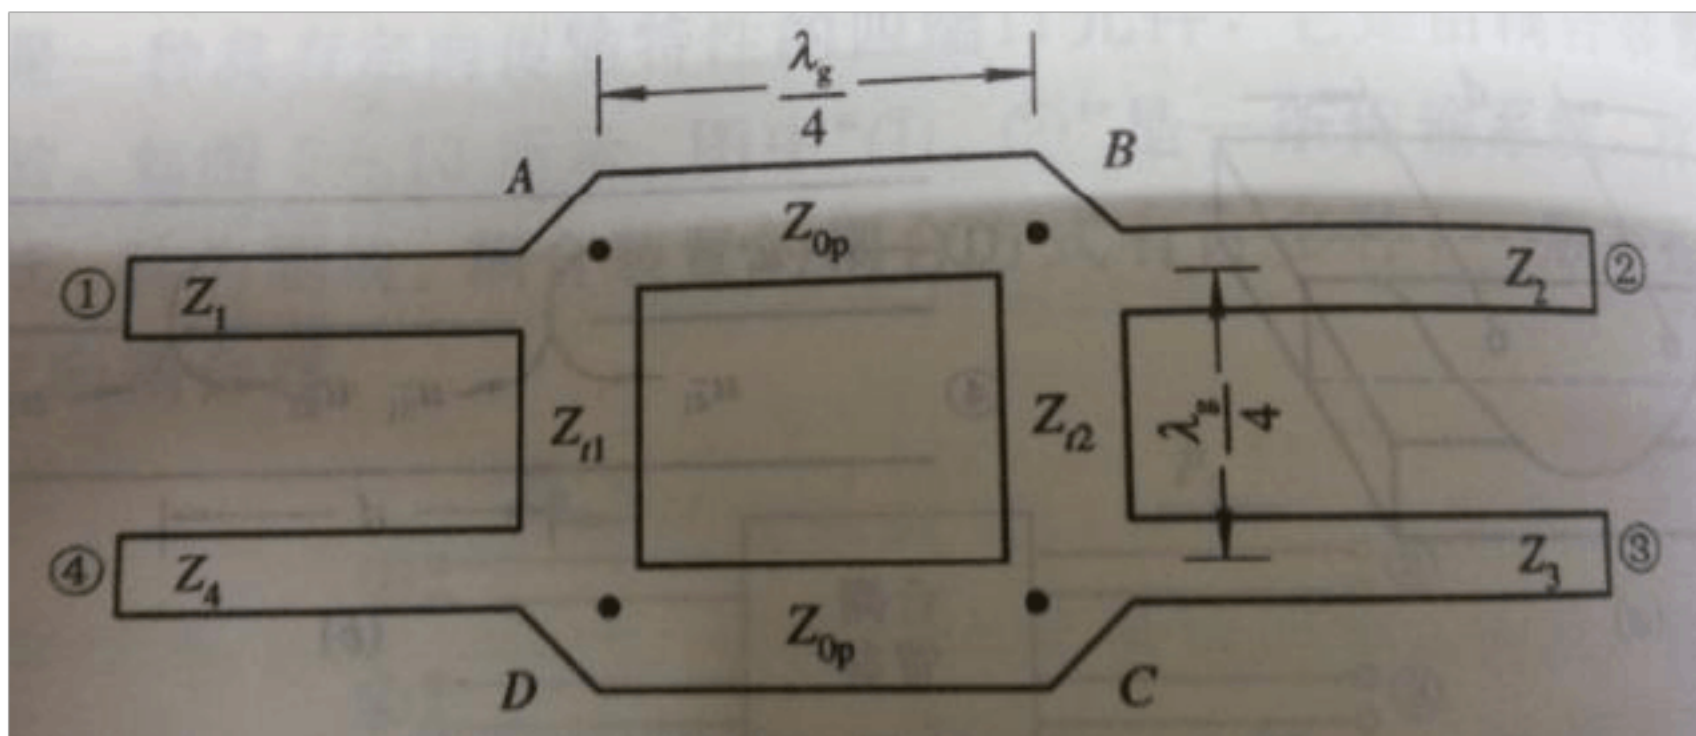 λg/4
A B
Z0p
① Z1 Z2 ②
Zt1 Zt2 λg/4
④ Z4 Z3 ③
Z0p
D C